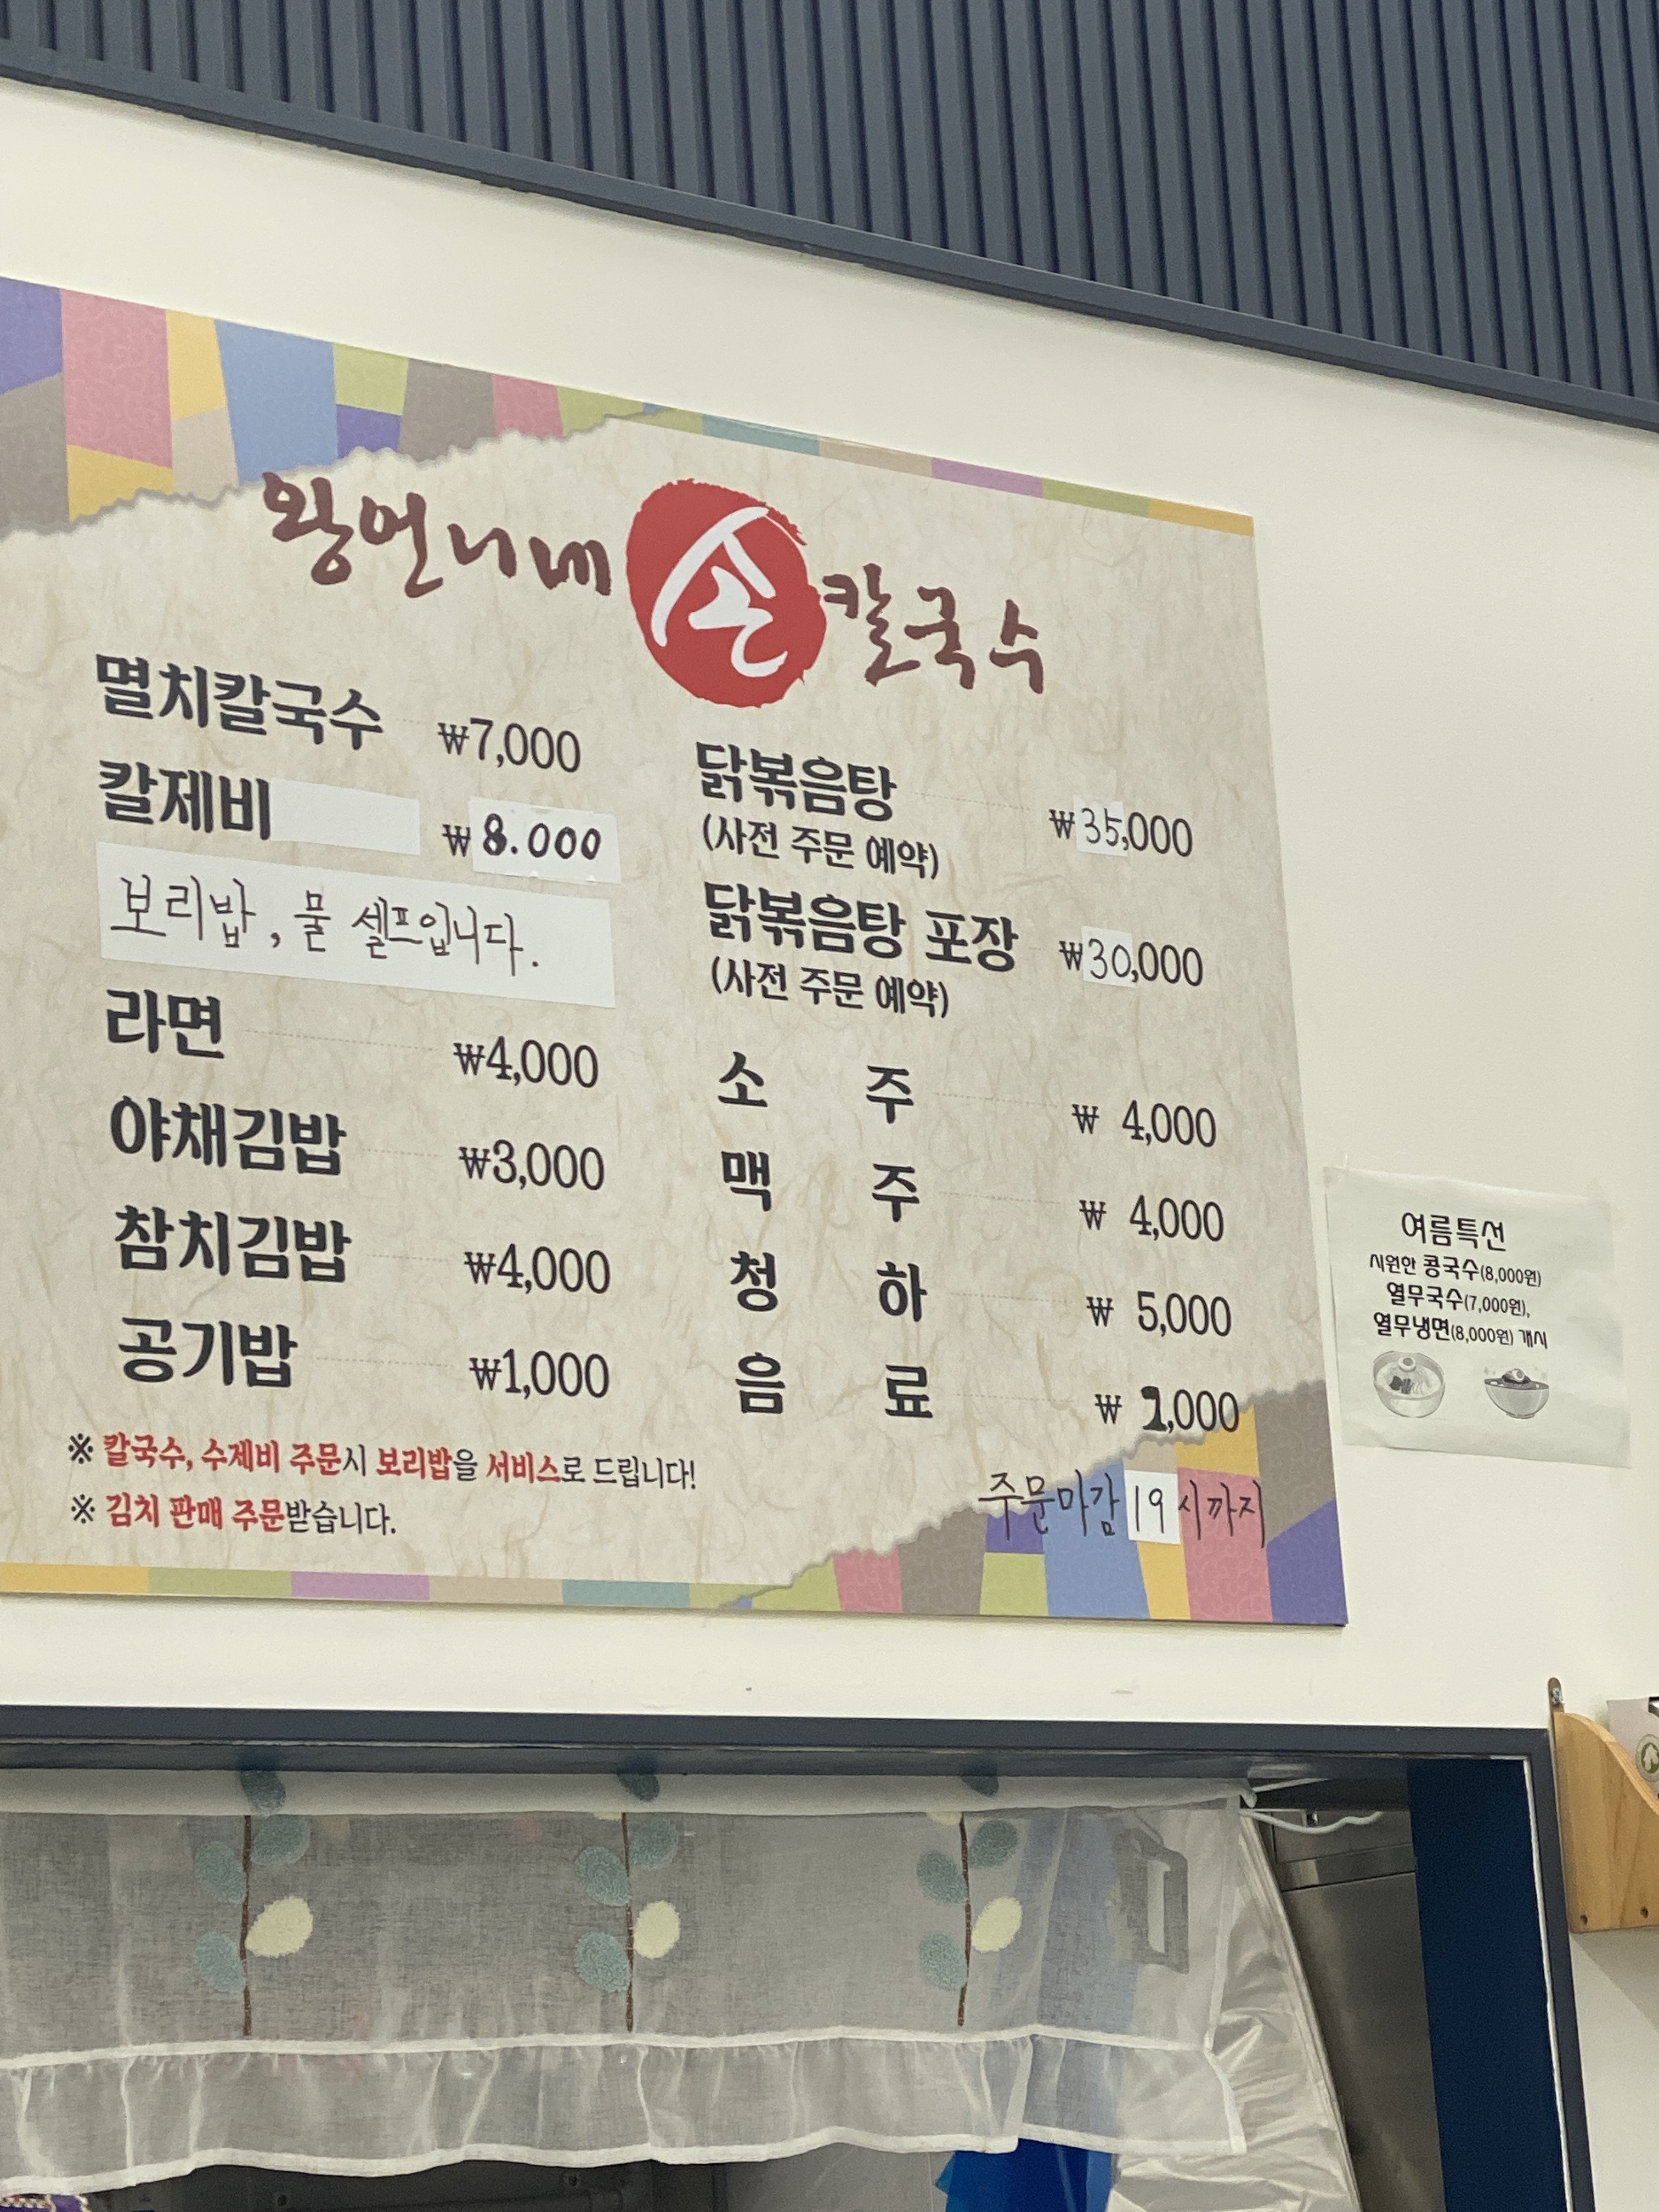 왕언니네 손칼국수
멸치칼국수 ₩7,000
칼제비 ₩8.000
보리밥, 물 셀프입니다.
라면 ₩4,000
야채김밥 ₩3,000
참치김밥 ₩4,000
공기밥 ₩1,000
닭볶음탕 ₩35,000
(사전 주문 예약)
닭볶음탕 포장 ₩30,000
(사전 주문 예약)
소 주 ₩ 4,000
맥 주 ₩ 4,000
청 하 ₩ 5,000
음 료 ₩ 2,000
※ 칼국수, 수제비 주문시 보리밥을 서비스로 드립니다!
※ 김치 판매 주문받습니다.
주문마감 19시까지
여름특선
시원한 콩국수(8,000원)
열무국수(7,000원),
열무냉면(8,000원) 개시